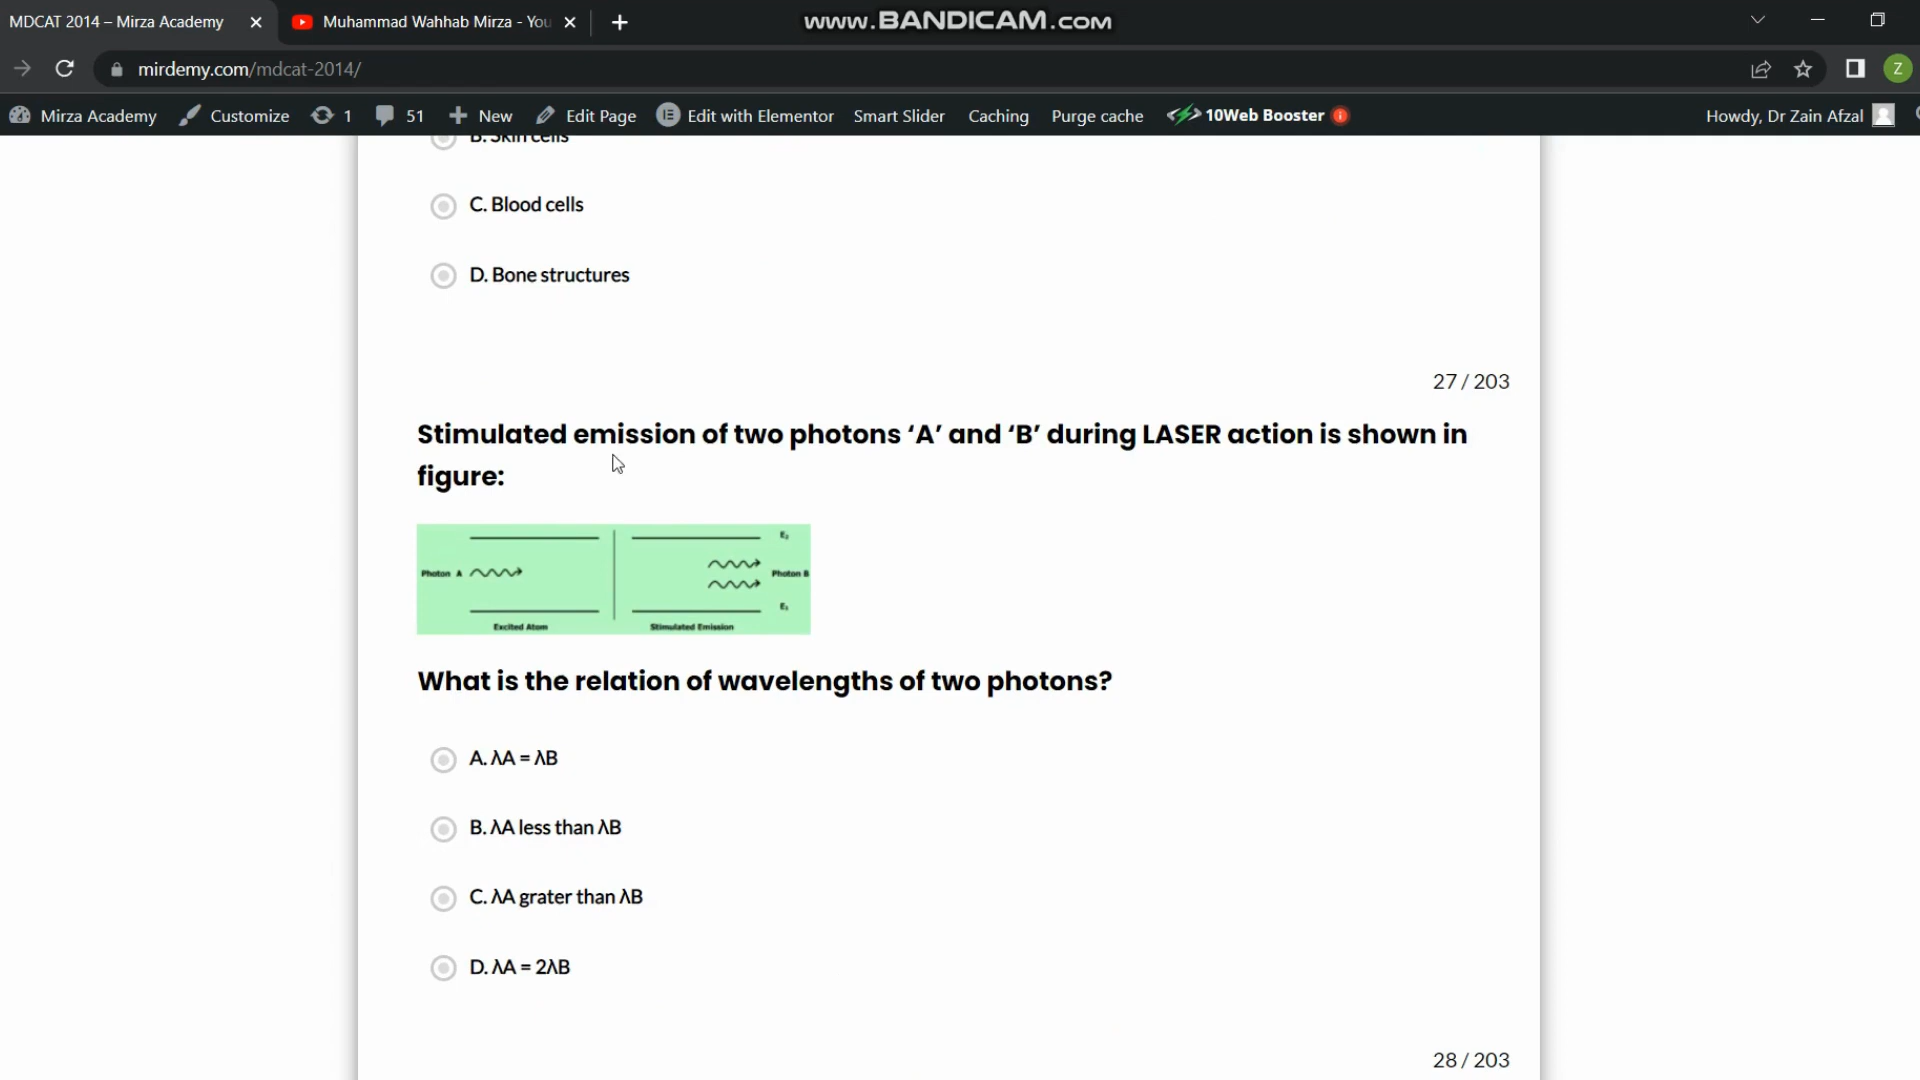 MDCAT 2014 – Mirza Academy
Muhammad Wahhab Mirza - You
www.BANDICAM.com
mirdemy.com/mdcat-2014/
Z
Mirza Academy Customize 1 51 New Edit Page Edit with Elementor Smart Slider Caching Purge cache 10Web Booster Howdy, Dr Zain Afzal
B. Skin cells
C. Blood cells
D. Bone structures
27 / 203
Stimulated emission of two photons ‘A’ and ‘B’ during LASER action is shown in
figure:
E₂
Photon A
Photon B
E₁
Excited Atom Stimulated Emission
What is the relation of wavelengths of two photons?
A. λA = λB
B. λA less than λB
C. λA grater than λB
D. λA = 2λB
28 / 203